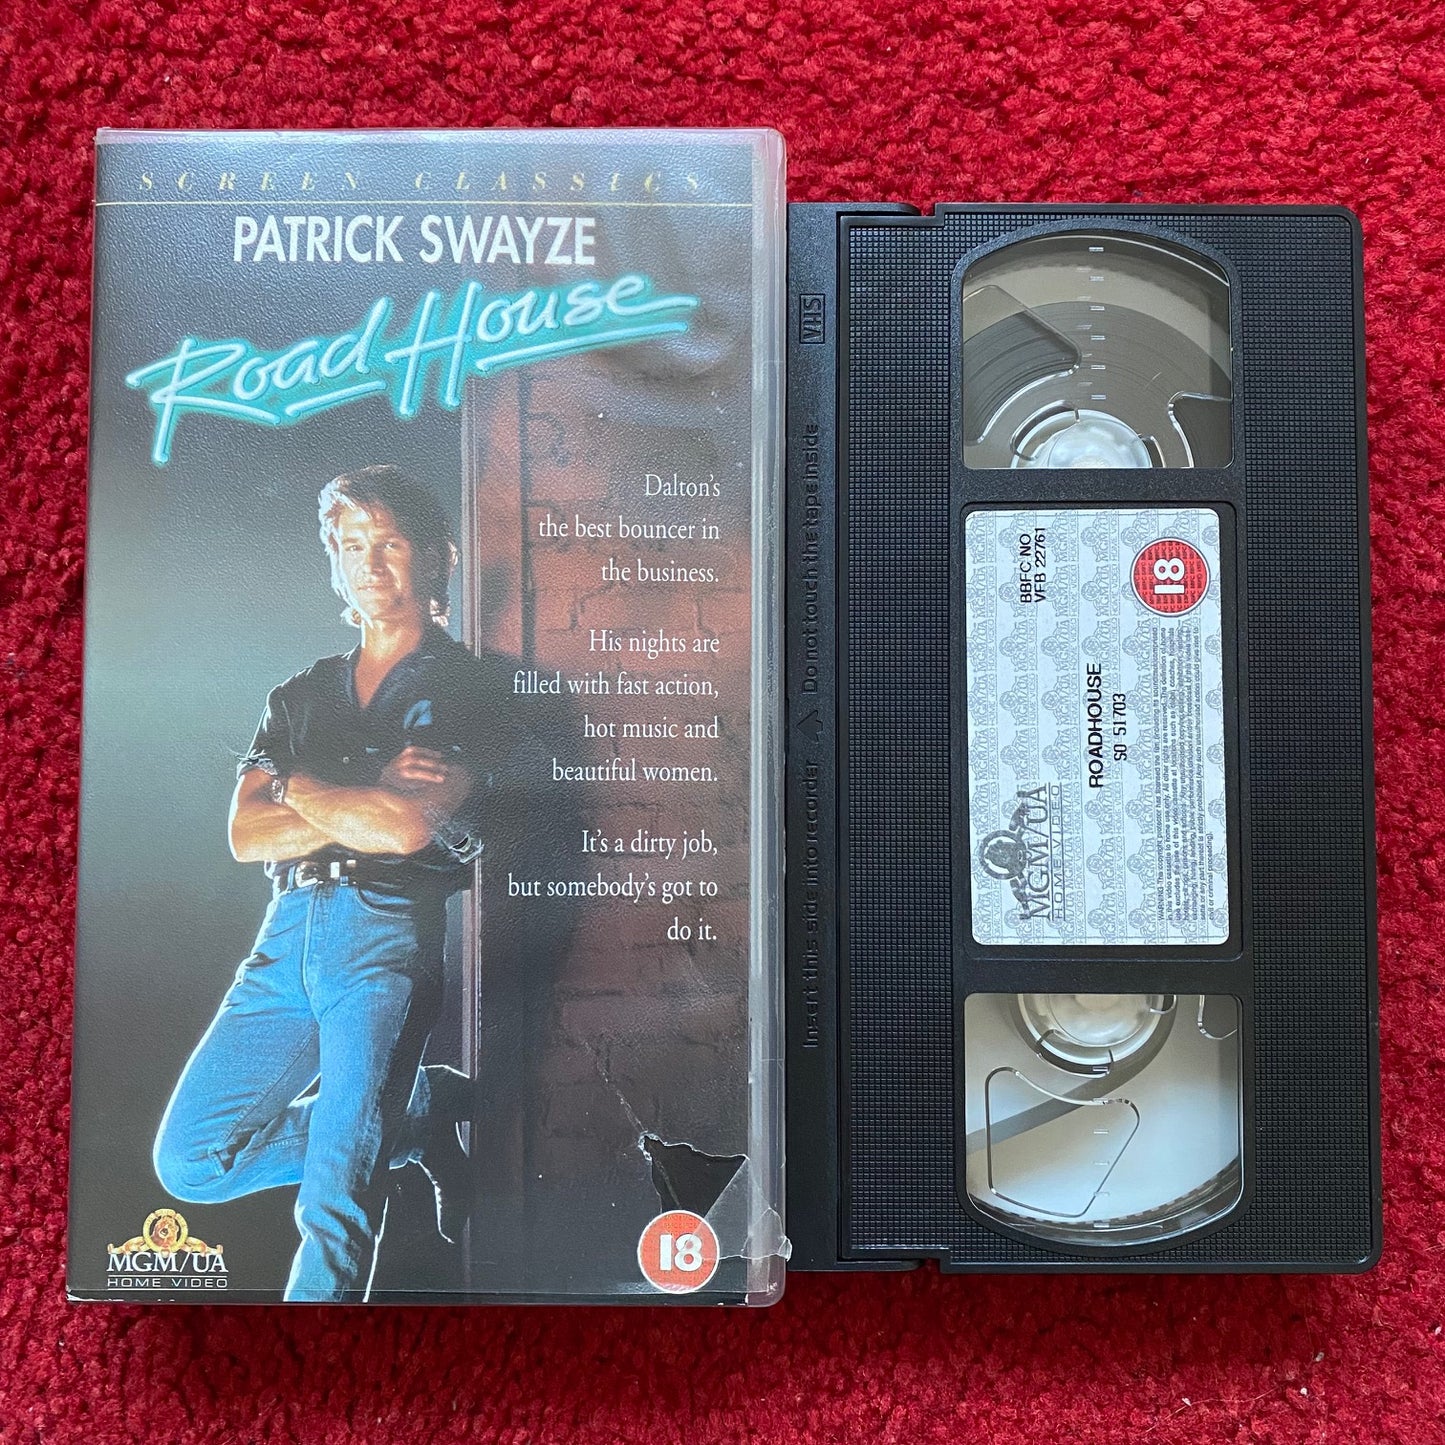 SCREEN CLASSICS
PATRICK SWAYZE
Road House
Dalton's
the best bouncer in
the business.
His nights are
filled with fast action,
hot music and
beautiful women.
It's a dirty job,
but somebody's got to
do it.
MGM/UA
HOME VIDEO
18
VHS
Insert this side into recorder
Do not touch the tape inside
BBFC NO
VFB 22761
18
ROADHOUSE
SO 51703
MGM/UA
HOME VIDEO